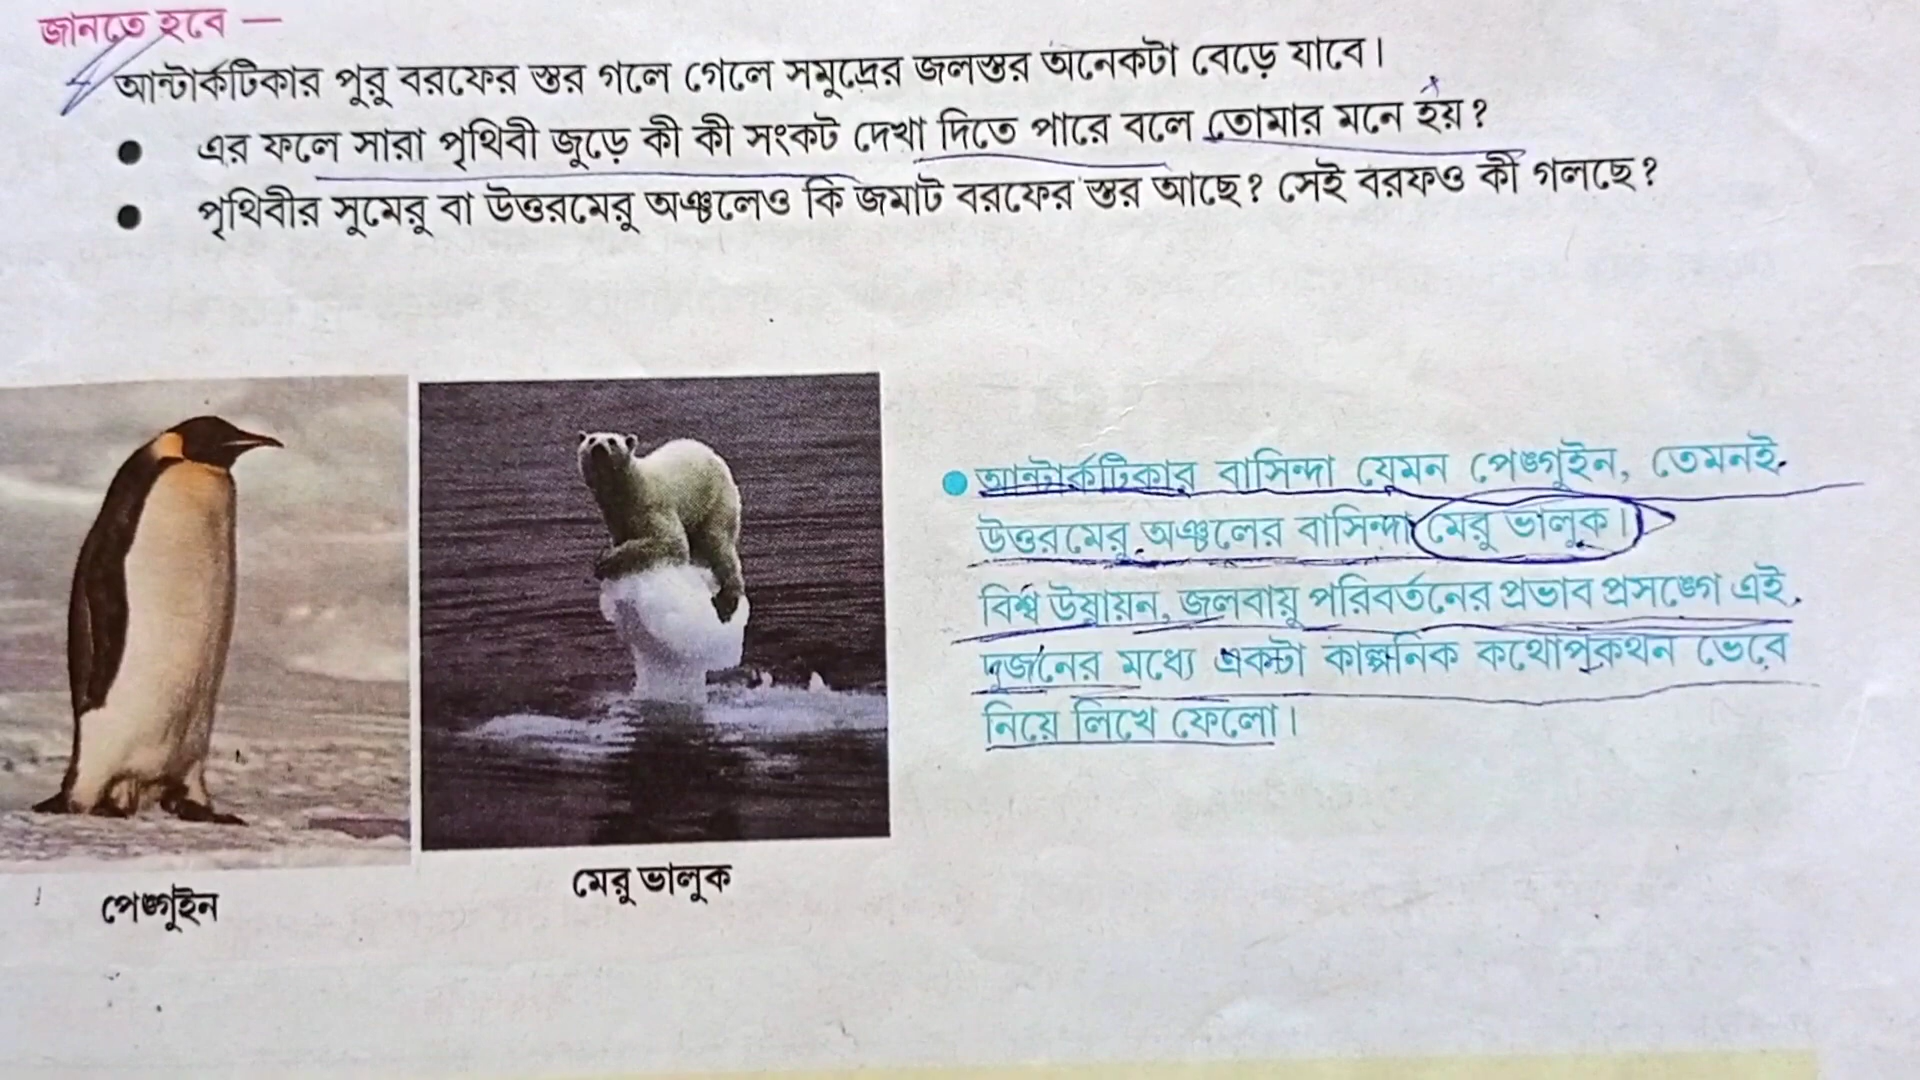 জানতে হবে —
আন্টার্কটিকার পুরু বরফের স্তর গলে গেলে সমুদ্রের জলস্তর অনেকটা বেড়ে যাবে।
● এর ফলে সারা পৃথিবী জুড়ে কী কী সংকট দেখা দিতে পারে বলে তোমার মনে হয়?
● পৃথিবীর সুমেরু বা উত্তরমেরু অঞ্চলেও কি জমাট বরফের স্তর আছে? সেই বরফও কী গলছে?
● আন্টার্কটিকার বাসিন্দা যেমন পেঙ্গুইন, তেমনই
উত্তরমেরু অঞ্চলের বাসিন্দা মেরু ভালুক।
বিশ্ব উষ্ণায়ন, জলবায়ু পরিবর্তনের প্রভাব প্রসঙ্গে এই
দুজনের মধ্যে একটা কাল্পনিক কথোপকথন ভেবে
নিয়ে লিখে ফেলো।
পেঙ্গুইন
মেরু ভালুক